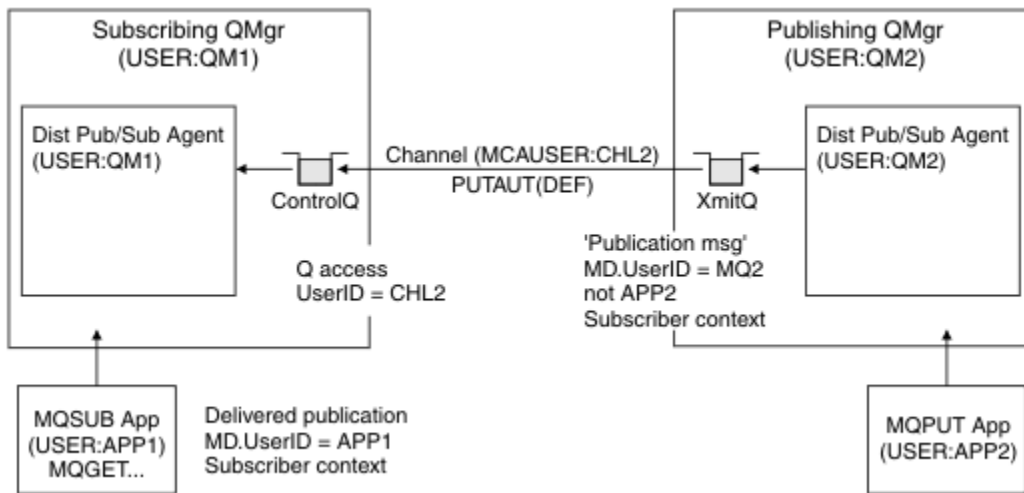 Subscribing QMgr
(USER:QM1)
Publishing QMgr
(USER:QM2)
Dist Pub/Sub Agent
(USER:QM1)
Channel (MCAUSER:CHL2)
PUTAUT(DEF)
ControlQ
XmitQ
Dist Pub/Sub Agent
(USER:QM2)
Q access
UserID = CHL2
'Publication msg'
MD.UserID = MQ2
not APP2
Subscriber context
MQSUB App
(USER:APP1)
MQGET...
Delivered publication
MD.UserID = APP1
Subscriber context
MQPUT App
(USER:APP2)